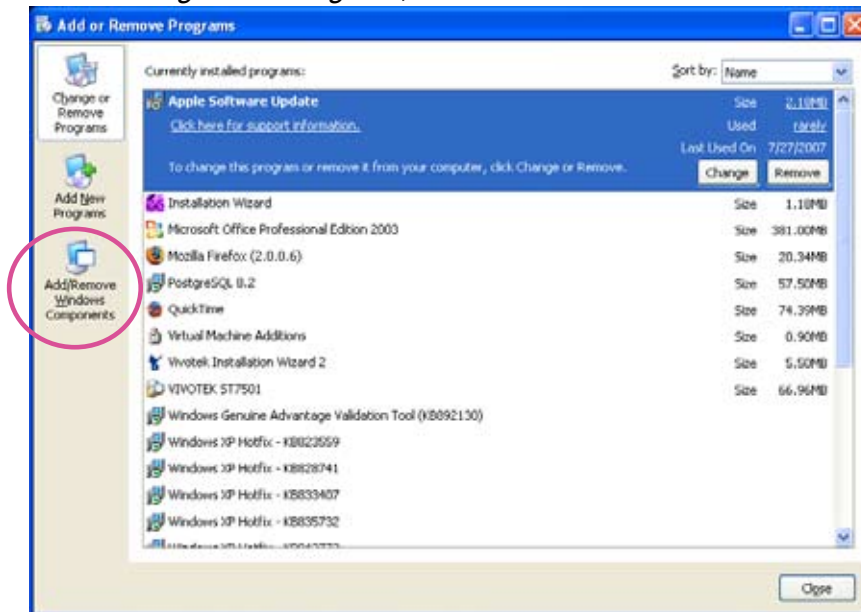 Add or Remove Programs
Change or
Remove
Programs
Add New
Programs
Add/Remove
Windows
Components
Currently installed programs:
Sort by: Name
Apple Software Update Size 2.18MB
Click here for support information. Used rarely
Last Used On 7/27/2007
To change this program or remove it from your computer, click Change or Remove. Change Remove
Installation Wizard Size 1.18MB
Microsoft Office Professional Edition 2003 Size 381.00MB
Mozilla Firefox (2.0.0.6) Size 20.34MB
PostgreSQL 8.2 Size 57.50MB
QuickTime Size 74.39MB
Virtual Machine Additions Size 0.90MB
Vivotek Installation Wizard 2 Size 5.50MB
VIVOTEK ST7501 Size 66.96MB
Windows Genuine Advantage Validation Tool (KB892130)
Windows XP Hotfix - KB823559
Windows XP Hotfix - KB828741
Windows XP Hotfix - KB833407
Windows XP Hotfix - KB835732
Close